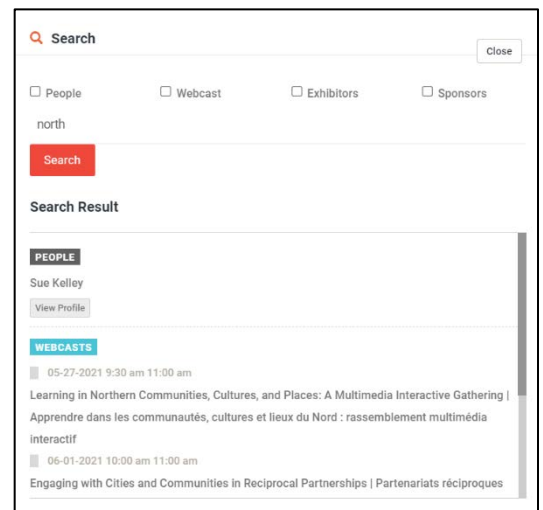 Search
Close
People Webcast Exhibitors Sponsors
north
Search
Search Result
PEOPLE
Sue Kelley
View Profile
WEBCASTS
05-27-2021 9:30 am 11:00 am
Learning in Northern Communities, Cultures, and Places: A Multimedia Interactive Gathering |
Apprendre dans les communautés, cultures et lieux du Nord : rassemblement multimédia
interactif
06-01-2021 10:00 am 11:00 am
Engaging with Cities and Communities in Reciprocal Partnerships | Partenariats réciproques